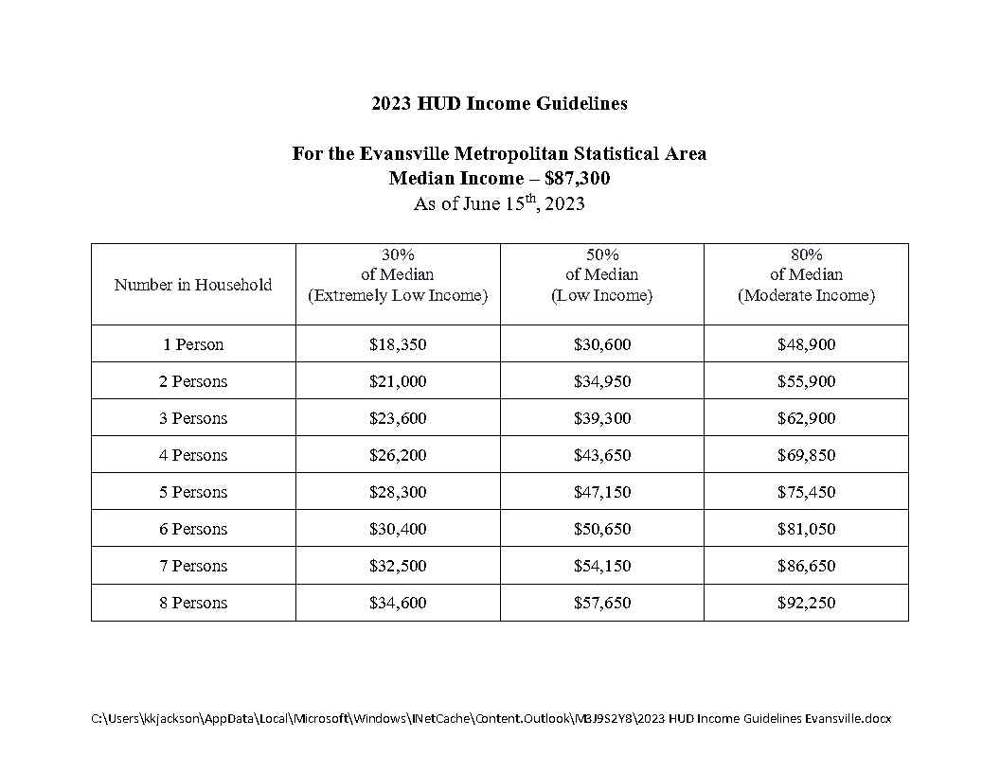 2023 HUD Income Guidelines
For the Evansville Metropolitan Statistical Area
Median Income – $87,300
As of June 15th, 2023
Number in Household
30%
of Median
(Extremely Low Income)
50%
of Median
(Low Income)
80%
of Median
(Moderate Income)
1 Person $18,350 $30,600 $48,900
2 Persons $21,000 $34,950 $55,900
3 Persons $23,600 $39,300 $62,900
4 Persons $26,200 $43,650 $69,850
5 Persons $28,300 $47,150 $75,450
6 Persons $30,400 $50,650 $81,050
7 Persons $32,500 $54,150 $86,650
8 Persons $34,600 $57,650 $92,250
C:\Users\kkjackson\AppData\Local\Microsoft\Windows\INetCache\Content.Outlook\M3J9S2Y8\2023 HUD Income Guidelines Evansville.docx